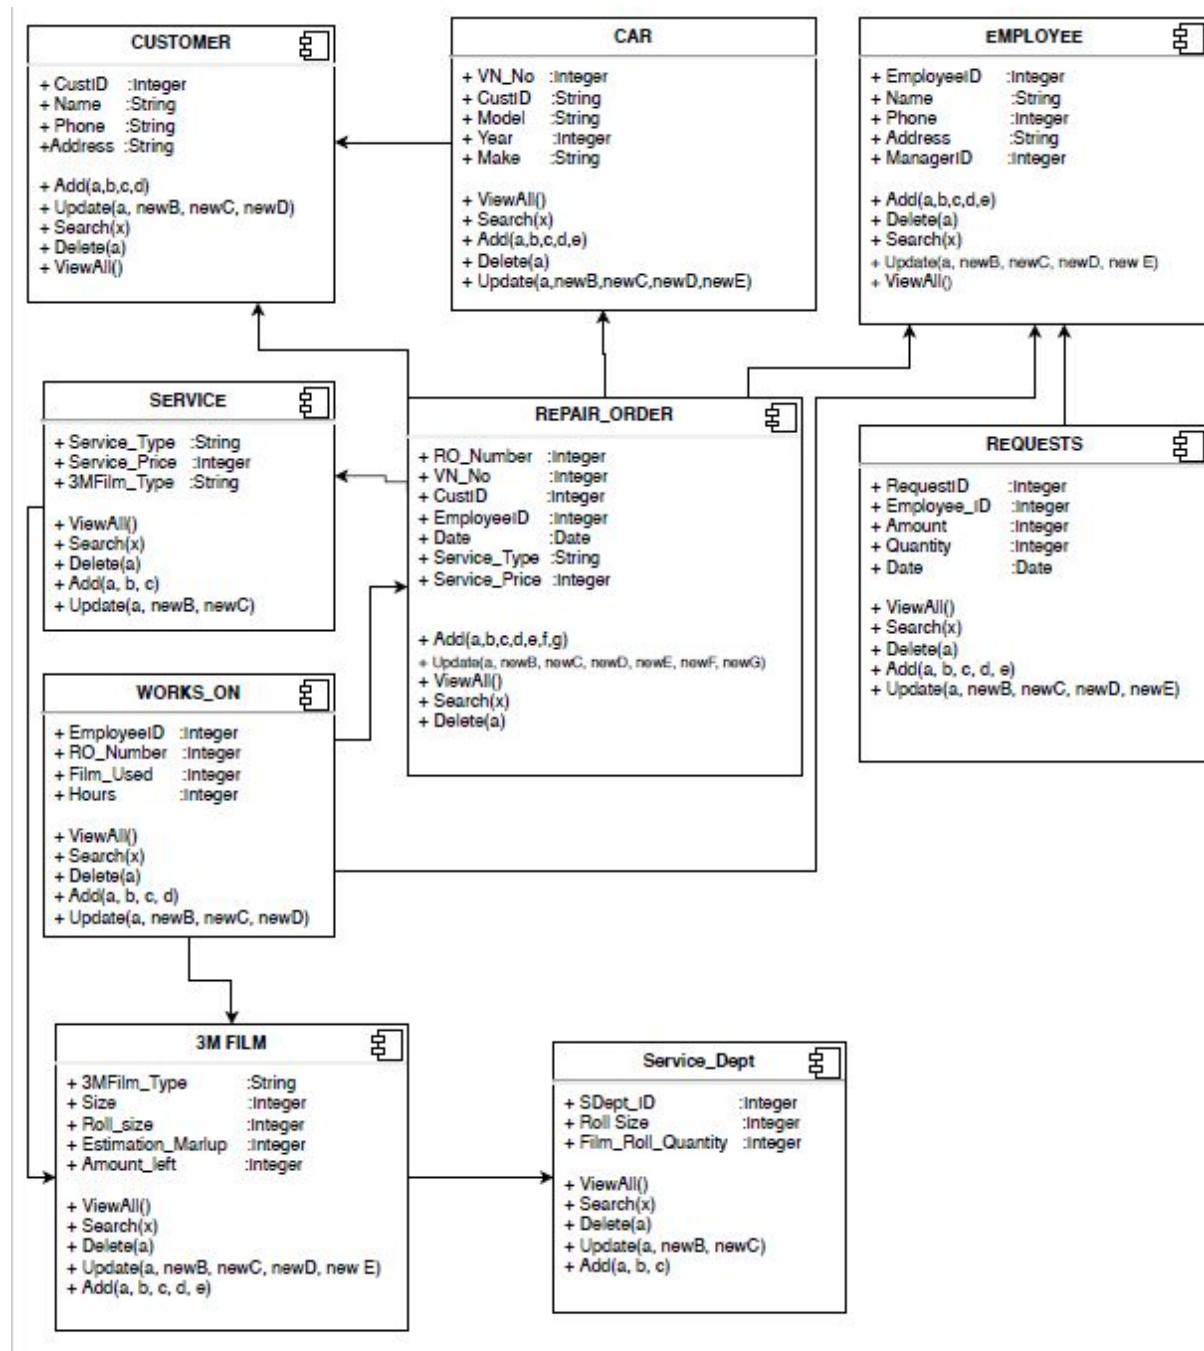 CUSTOMER
+ CustID :Integer
+ Name :String
+ Phone :String
+Address :String
+ Add(a,b,c,d)
+ Update(a, newB, newC, newD)
+ Search(x)
+ Delete(a)
+ ViewAll()
CAR
+ VN_No :Integer
+ CustID :String
+ Model :String
+ Year :Integer
+ Make :String
+ ViewAll()
+ Search(x)
+ Add(a,b,c,d,e)
+ Delete(a)
+ Update(a,newB,newC,newD,newE)
EMPLOYEE
+ EmployeeID :Integer
+ Name :String
+ Phone :Integer
+ Address :String
+ ManagerID :Integer
+ Add(a,b,c,d,e)
+ Delete(a)
+ Search(x)
+ Update(a, newB, newC, newD, new E)
+ ViewAll()
SERVICE
+ Service_Type :String
+ Service_Price :Integer
+ 3MFilm_Type :String
+ ViewAll()
+ Search(x)
+ Delete(a)
+ Add(a, b, c)
+ Update(a, newB, newC)
REPAIR_ORDER
+ RO_Number :Integer
+ VN_No :Integer
+ CustID :Integer
+ EmployeeID :Integer
+ Date :Date
+ Service_Type :String
+ Service_Price :Integer
+ Add(a,b,c,d,e,f,g)
+ Update(a, newB, newC, newD, newE, newF, newG)
+ ViewAll()
+ Search(x)
+ Delete(a)
REQUESTS
+ RequestID :Integer
+ Employee_ID :Integer
+ Amount :Integer
+ Quantity :Integer
+ Date :Date
+ ViewAll()
+ Search(x)
+ Delete(a)
+ Add(a, b, c, d, e)
+ Update(a, newB, newC, newD, newE)
WORKS_ON
+ EmployeeID :Integer
+ RO_Number :Integer
+ Film_Used :Integer
+ Hours :Integer
+ ViewAll()
+ Search(x)
+ Delete(a)
+ Add(a, b, c, d)
+ Update(a, newB, newC, newD)
3M FILM
+ 3MFilm_Type :String
+ Size :Integer
+ Roll_size :Integer
+ Estimation_Marlup :Integer
+ Amount_left :Integer
+ ViewAll()
+ Search(x)
+ Delete(a)
+ Update(a, newB, newC, newD, new E)
+ Add(a, b, c, d, e)
Service_Dept
+ SDept_ID :Integer
+ Roll Size :Integer
+ Film_Roll_Quantity :Integer
+ ViewAll()
+ Search(x)
+ Delete(a)
+ Update(a, newB, newC)
+ Add(a, b, c)